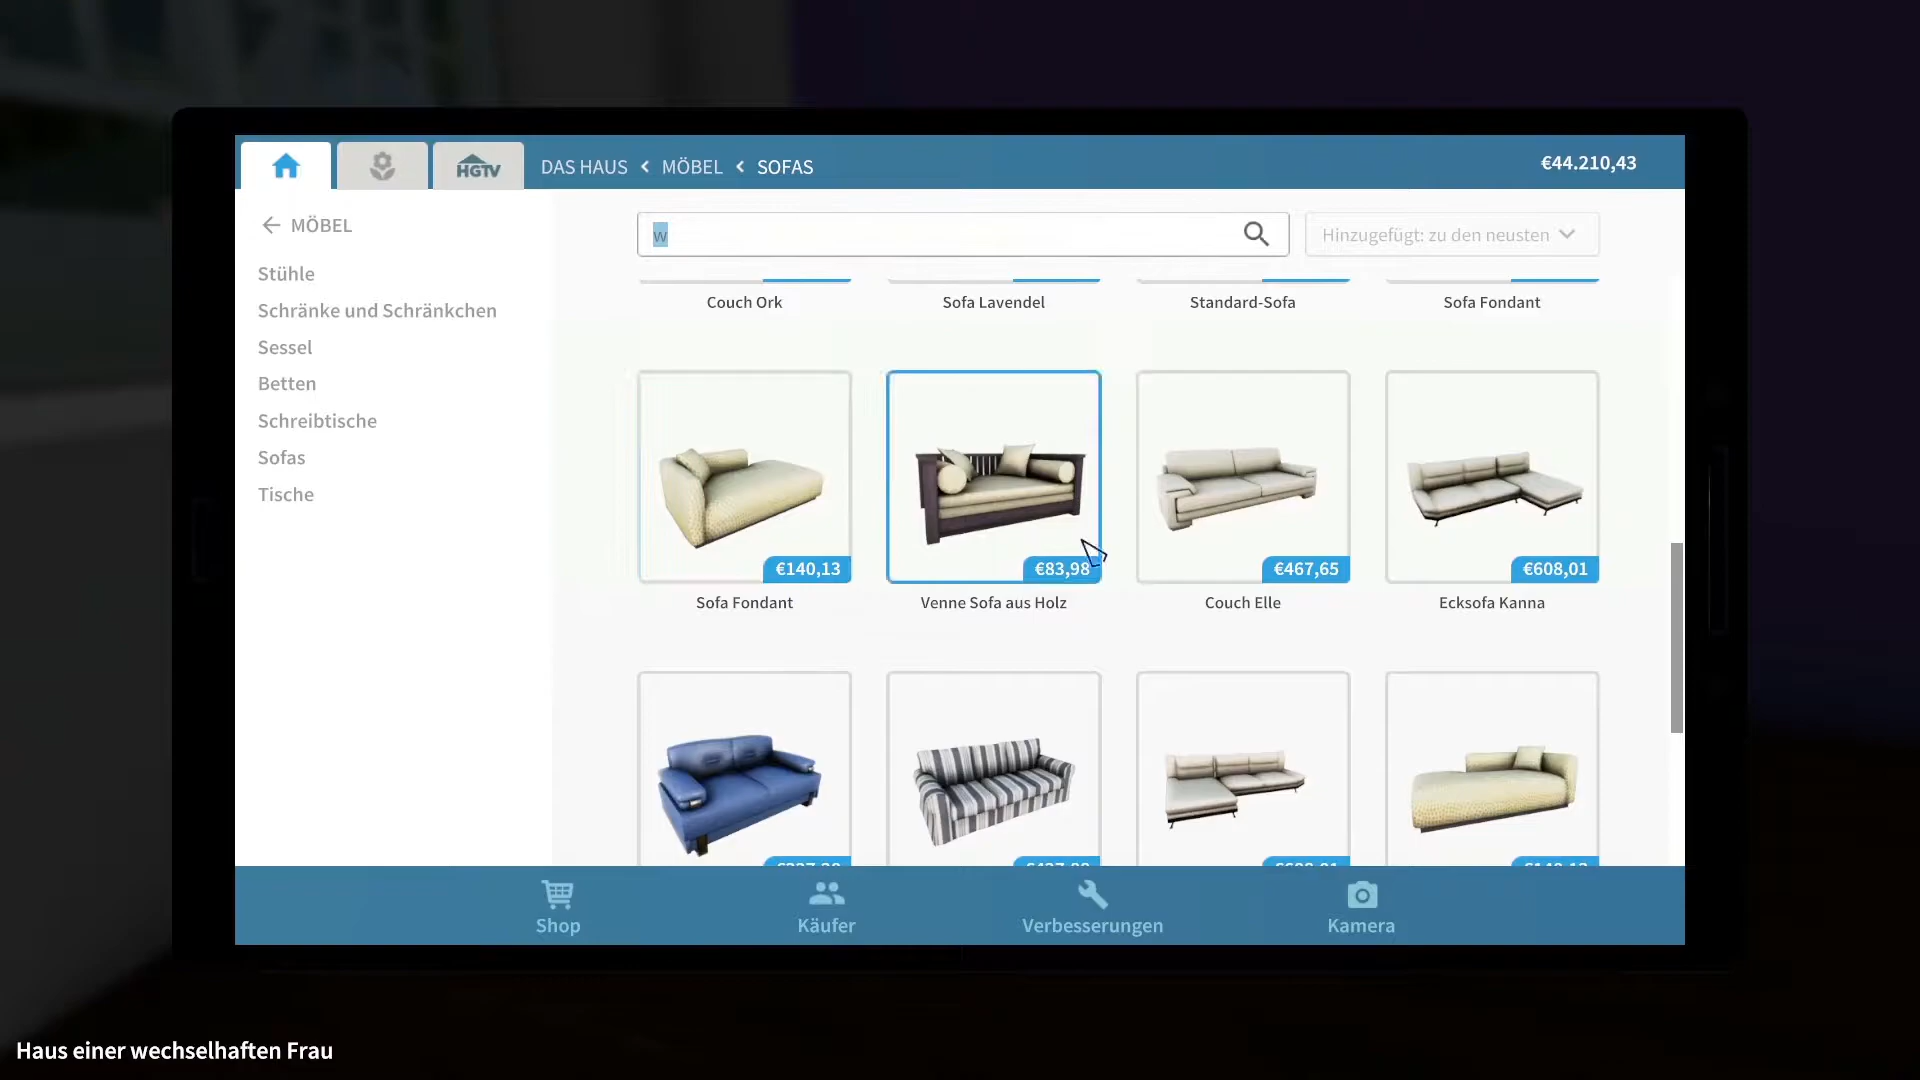 HGTV
DAS HAUS < MÖBEL < SOFAS
€44.210,43
MÖBEL
w
Hinzugefügt: zu den neusten
Stühle
Schränke und Schränkchen
Sessel
Betten
Schreibtische
Sofas
Tische
Couch Ork
Sofa Lavendel
Standard-Sofa
Sofa Fondant
€140,13
€83,98
€467,65
€608,01
Sofa Fondant
Venne Sofa aus Holz
Couch Elle
Ecksofa Kanna
Shop
Käufer
Verbesserungen
Kamera
Haus einer wechselhaften Frau